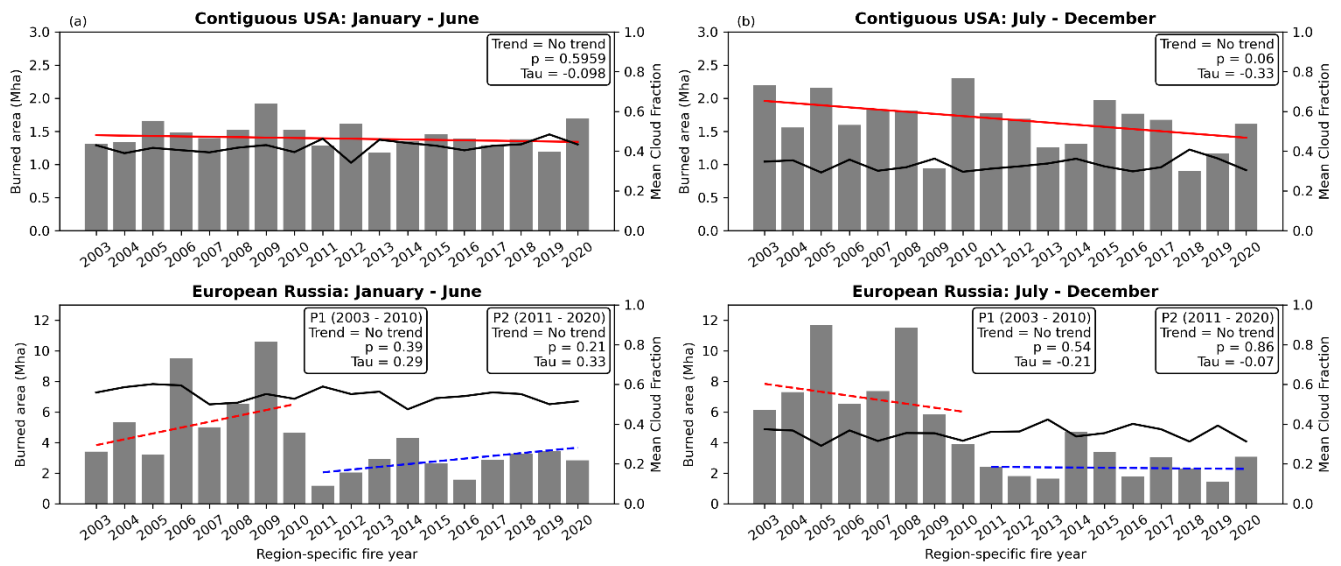 (a)
Contiguous USA: January - June
Trend = No trend
p = 0.5959
Tau = -0.098
Burned area (Mha)
3.0
2.5
2.0
1.5
1.0
0.5
0.0
1.0
0.8
0.6
0.4
0.2
0.0
Mean Cloud Fraction
2003 2004 2005 2006 2007 2008 2009 2010 2011 2012 2013 2014 2015 2016 2017 2018 2019 2020
(b)
Contiguous USA: July - December
Trend = No trend
p = 0.06
Tau = -0.33
Burned area (Mha)
3.0
2.5
2.0
1.5
1.0
0.5
0.0
1.0
0.8
0.6
0.4
0.2
0.0
Mean Cloud Fraction
2003 2004 2005 2006 2007 2008 2009 2010 2011 2012 2013 2014 2015 2016 2017 2018 2019 2020
European Russia: January - June
P1 (2003 - 2010)
Trend = No trend
p = 0.39
Tau = 0.29
P2 (2011 - 2020)
Trend = No trend
p = 0.21
Tau = 0.33
Burned area (Mha)
12
10
8
6
4
2
0
1.0
0.8
0.6
0.4
0.2
0.0
Mean Cloud Fraction
2003 2004 2005 2006 2007 2008 2009 2010 2011 2012 2013 2014 2015 2016 2017 2018 2019 2020
Region-specific fire year
European Russia: July - December
P1 (2003 - 2010)
Trend = No trend
p = 0.54
Tau = -0.21
P2 (2011 - 2020)
Trend = No trend
p = 0.86
Tau = -0.07
Burned area (Mha)
12
10
8
6
4
2
0
1.0
0.8
0.6
0.4
0.2
0.0
Mean Cloud Fraction
2003 2004 2005 2006 2007 2008 2009 2010 2011 2012 2013 2014 2015 2016 2017 2018 2019 2020
Region-specific fire year